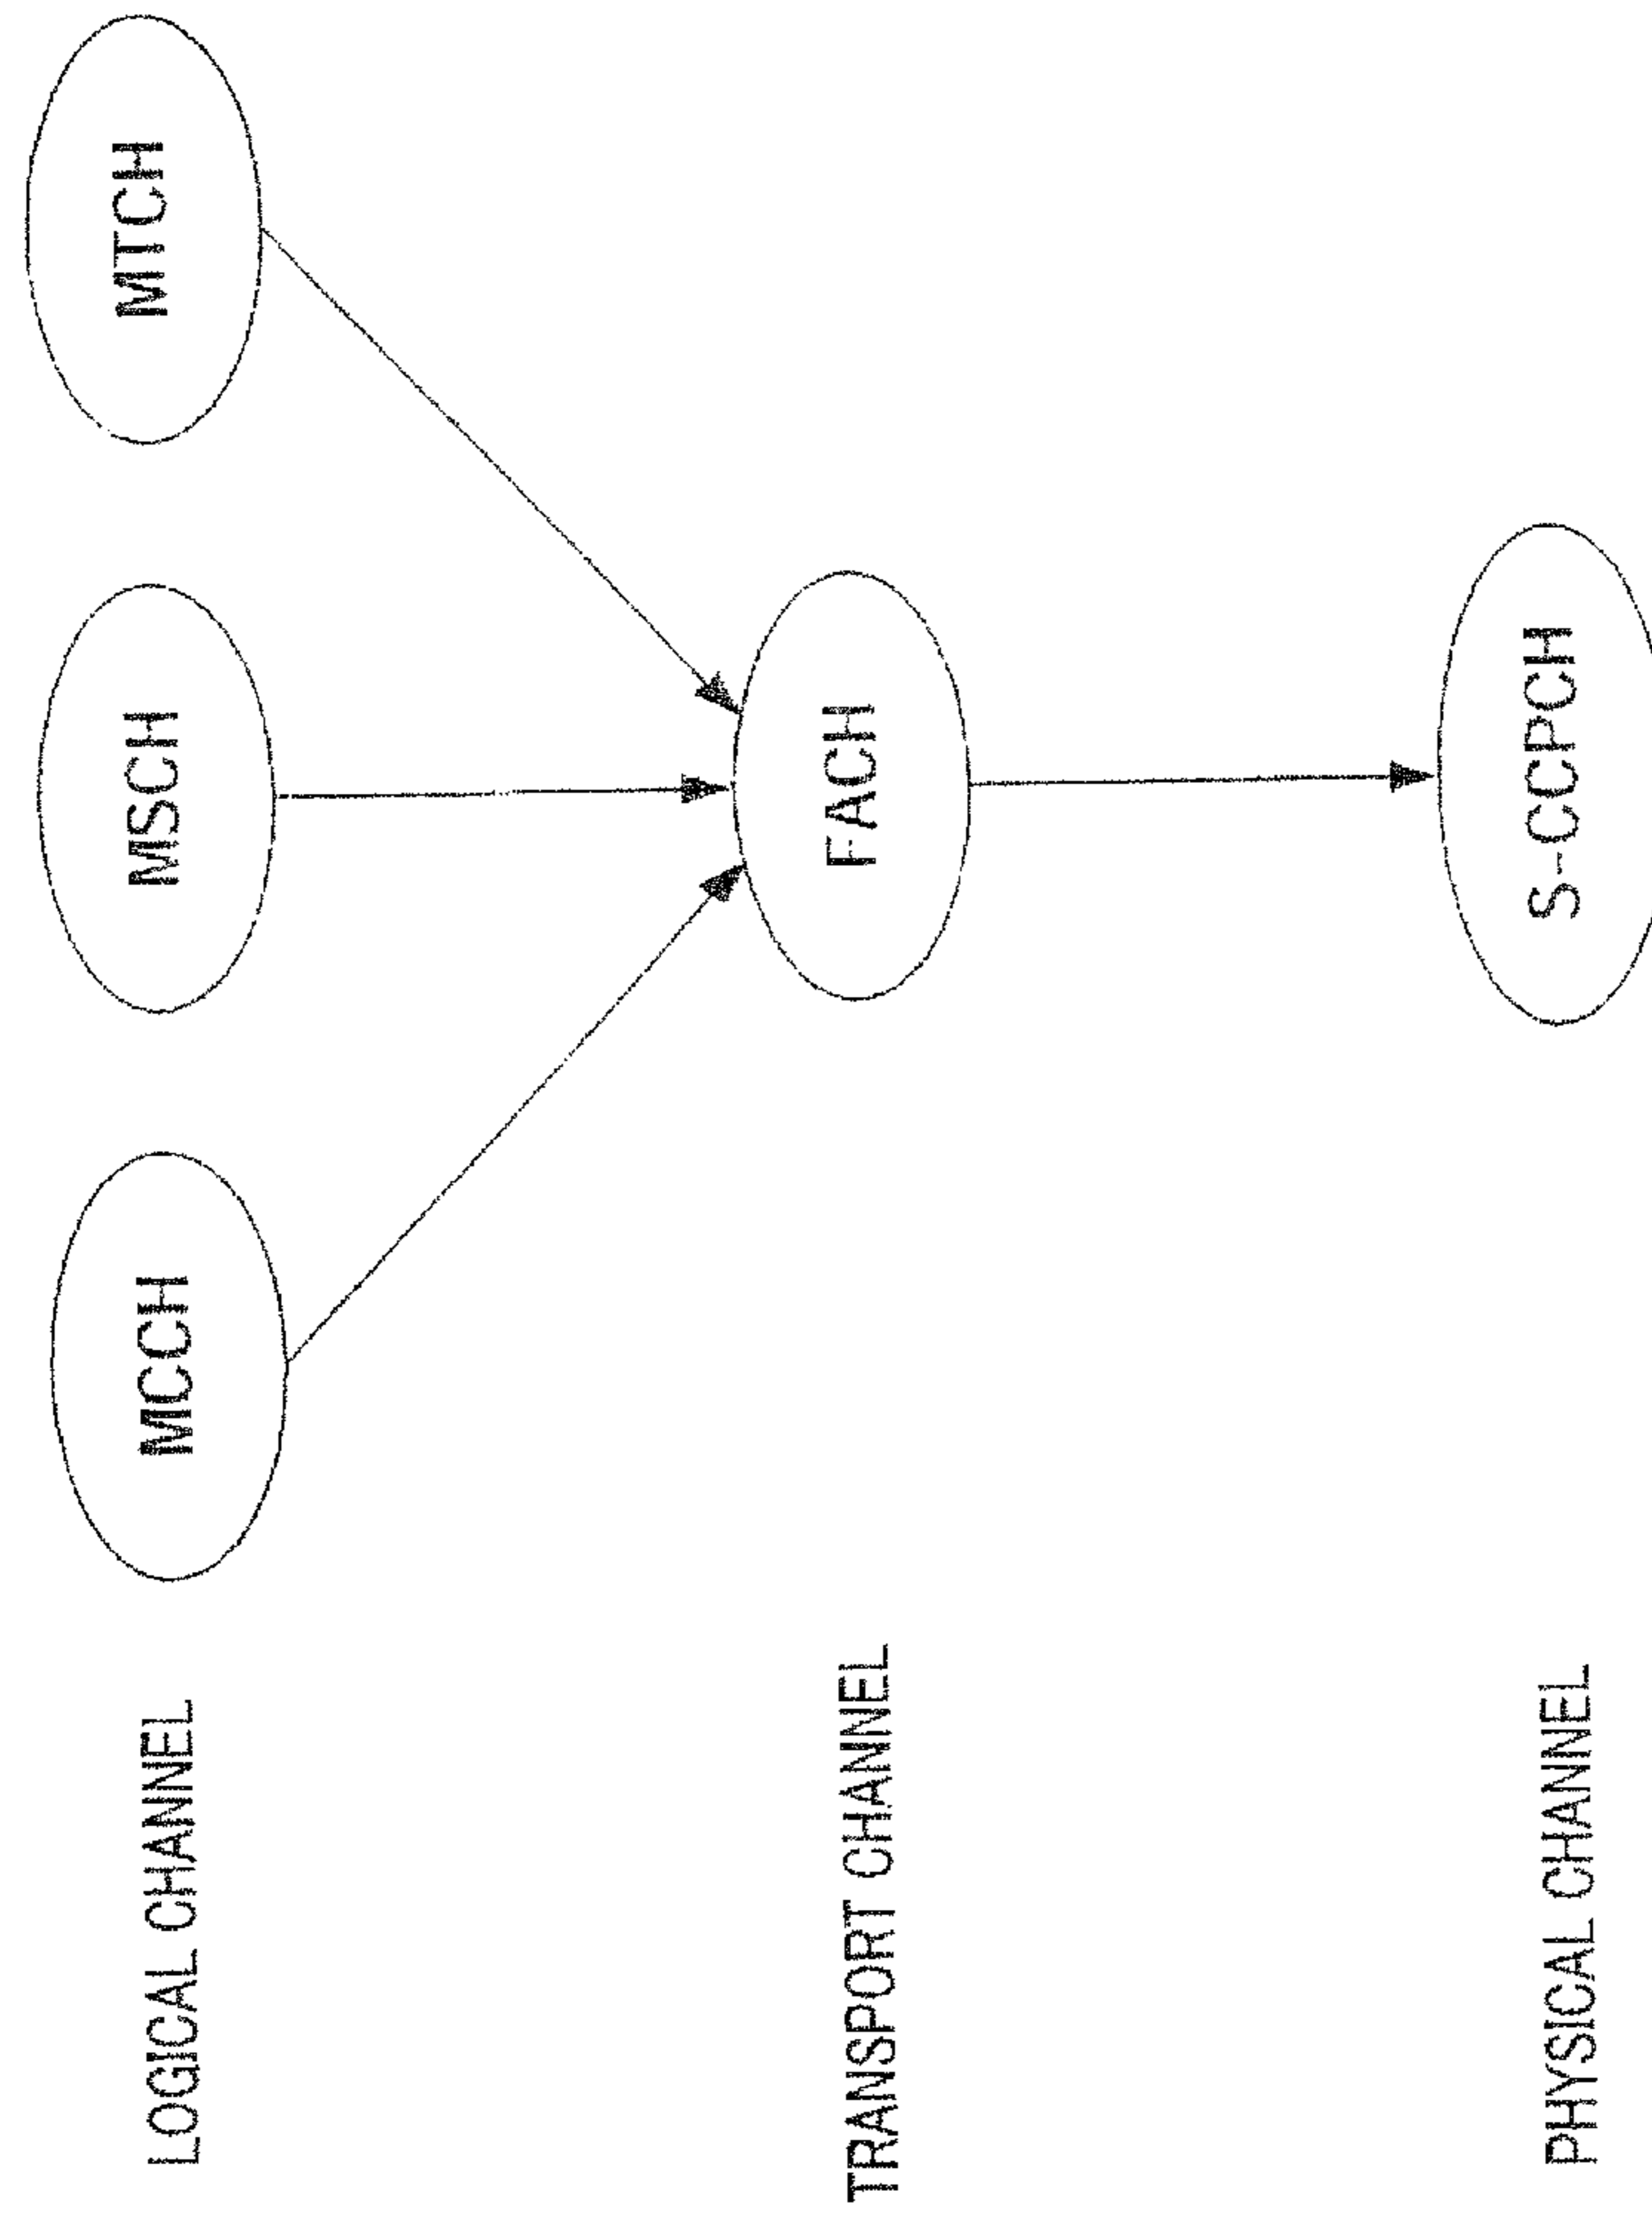 LOGICAL CHANNEL
MCCH
MSCH
MTCH
TRANSPORT CHANNEL
FACH
PHYSICAL CHANNEL
S-CCPCH